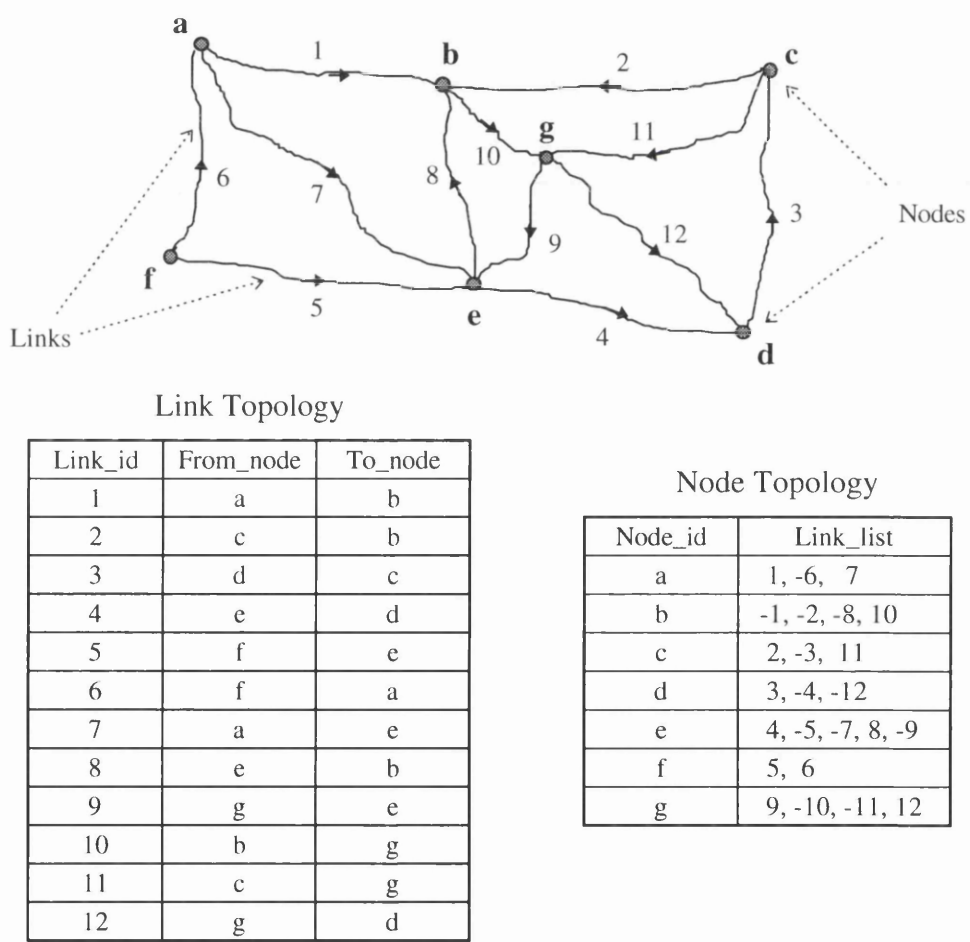 a
1
b
2
c
g
11
10
6
7
8
3
Nodes
9
12
f
5
e
4
d
Links
Link Topology
Link_id From_node To_node
1 a b
2 c b
3 d c
4 e d
5 f e
6 f a
7 a e
8 e b
9 g e
10 b g
11 c g
12 g d
Node Topology
Node_id Link_list
a 1, -6, 7
b -1, -2, -8, 10
c 2, -3, 11
d 3, -4, -12
e 4, -5, -7, 8, -9
f 5, 6
g 9, -10, -11, 12